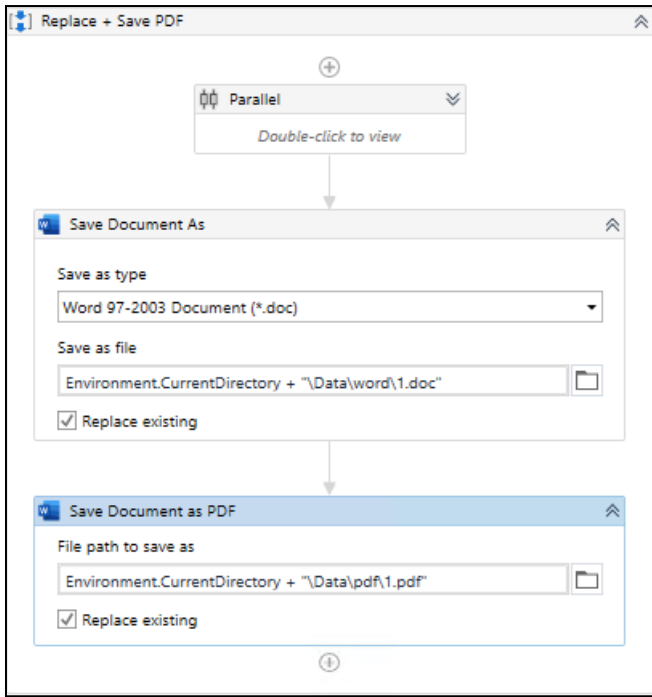 Replace + Save PDF
Parallel
Double-click to view
Save Document As
Save as type
Word 97-2003 Document (*.doc)
Save as file
Environment.CurrentDirectory + "\Data\word\1.doc"
Replace existing
Save Document as PDF
File path to save as
Environment.CurrentDirectory + "\Data\pdf\1.pdf"
Replace existing